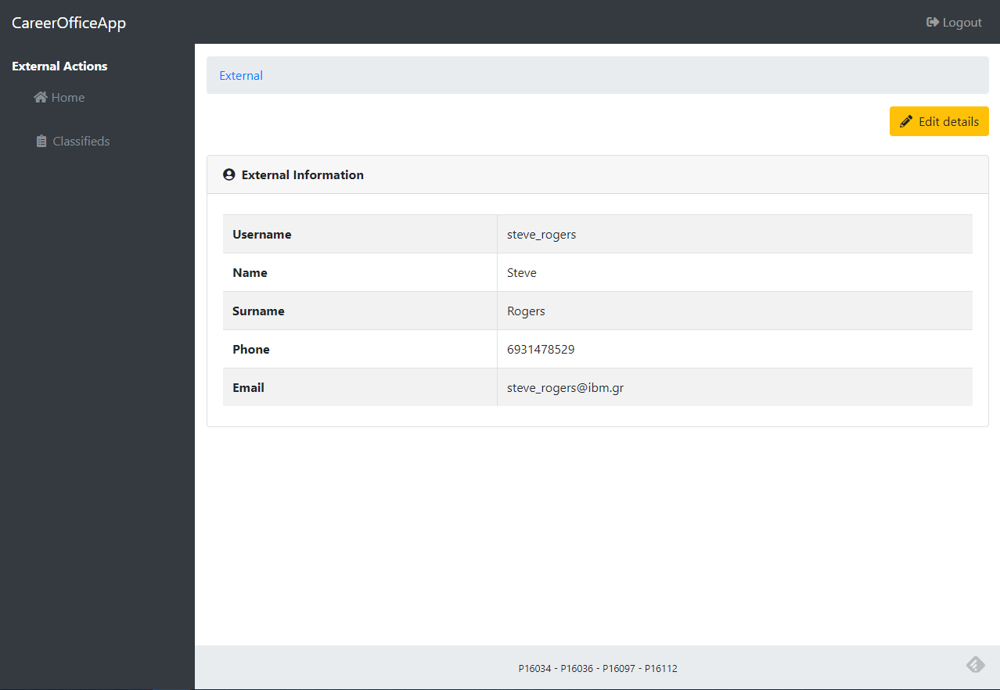 CareerOfficeApp
Logout
External Actions
Home
Classifieds
External
Edit details
External Information
Username steve_rogers
Name Steve
Surname Rogers
Phone 6931478529
Email steve_rogers@ibm.gr
P16034 - P16036 - P16097 - P16112